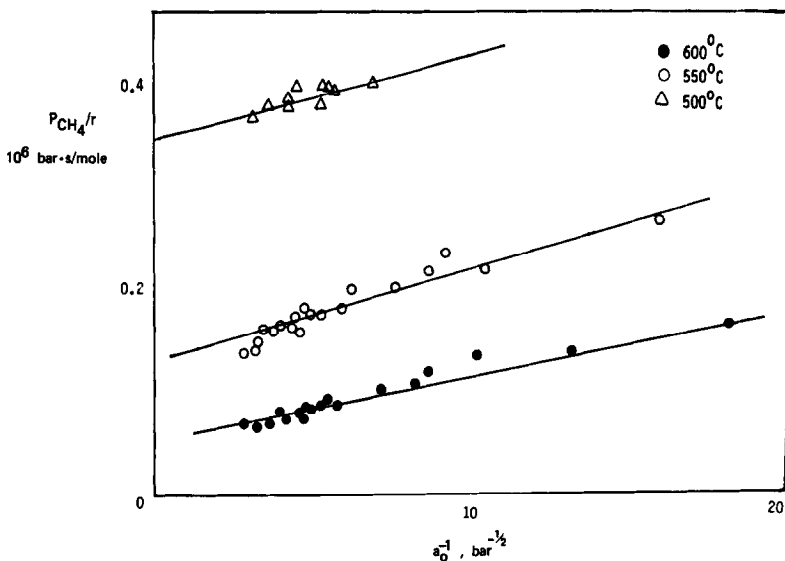 0.4
P_CH4/r
10^6 bar·s/mole
0.2
0
● 600°C
○ 550°C
△ 500°C
10
20
a_o^-1 , bar^-½